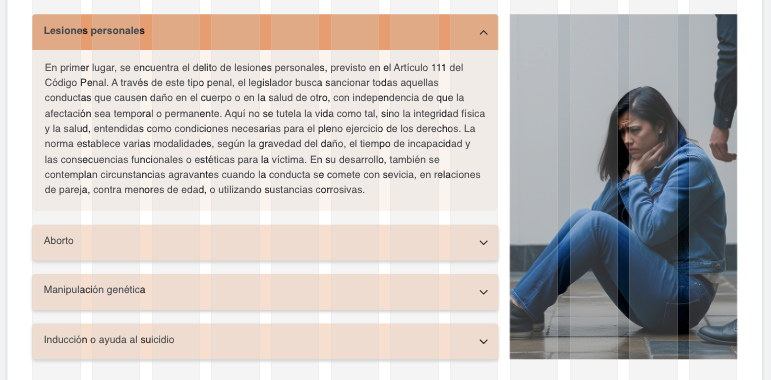 Lesiones personales
En primer lugar, se encuentra el delito de lesiones personales, previsto en el Artículo 111 del
Código Penal. A través de este tipo penal, el legislador busca sancionar todas aquellas
conductas que causen daño en el cuerpo o en la salud de otro, con independencia de que la
afectación sea temporal o permanente. Aquí no se tutela la vida como tal, sino la integridad física
y la salud, entendidas como condiciones necesarias para el pleno ejercicio de los derechos. La
norma establece varias modalidades, según la gravedad del daño, el tiempo de incapacidad y
las consecuencias funcionales o estéticas para la víctima. En su desarrollo, también se
contemplan circunstancias agravantes cuando la conducta se comete con sevicia, en relaciones
de pareja, contra menores de edad, o utilizando sustancias corrosivas.
Aborto
Manipulación genética
Inducción o ayuda al suicidio